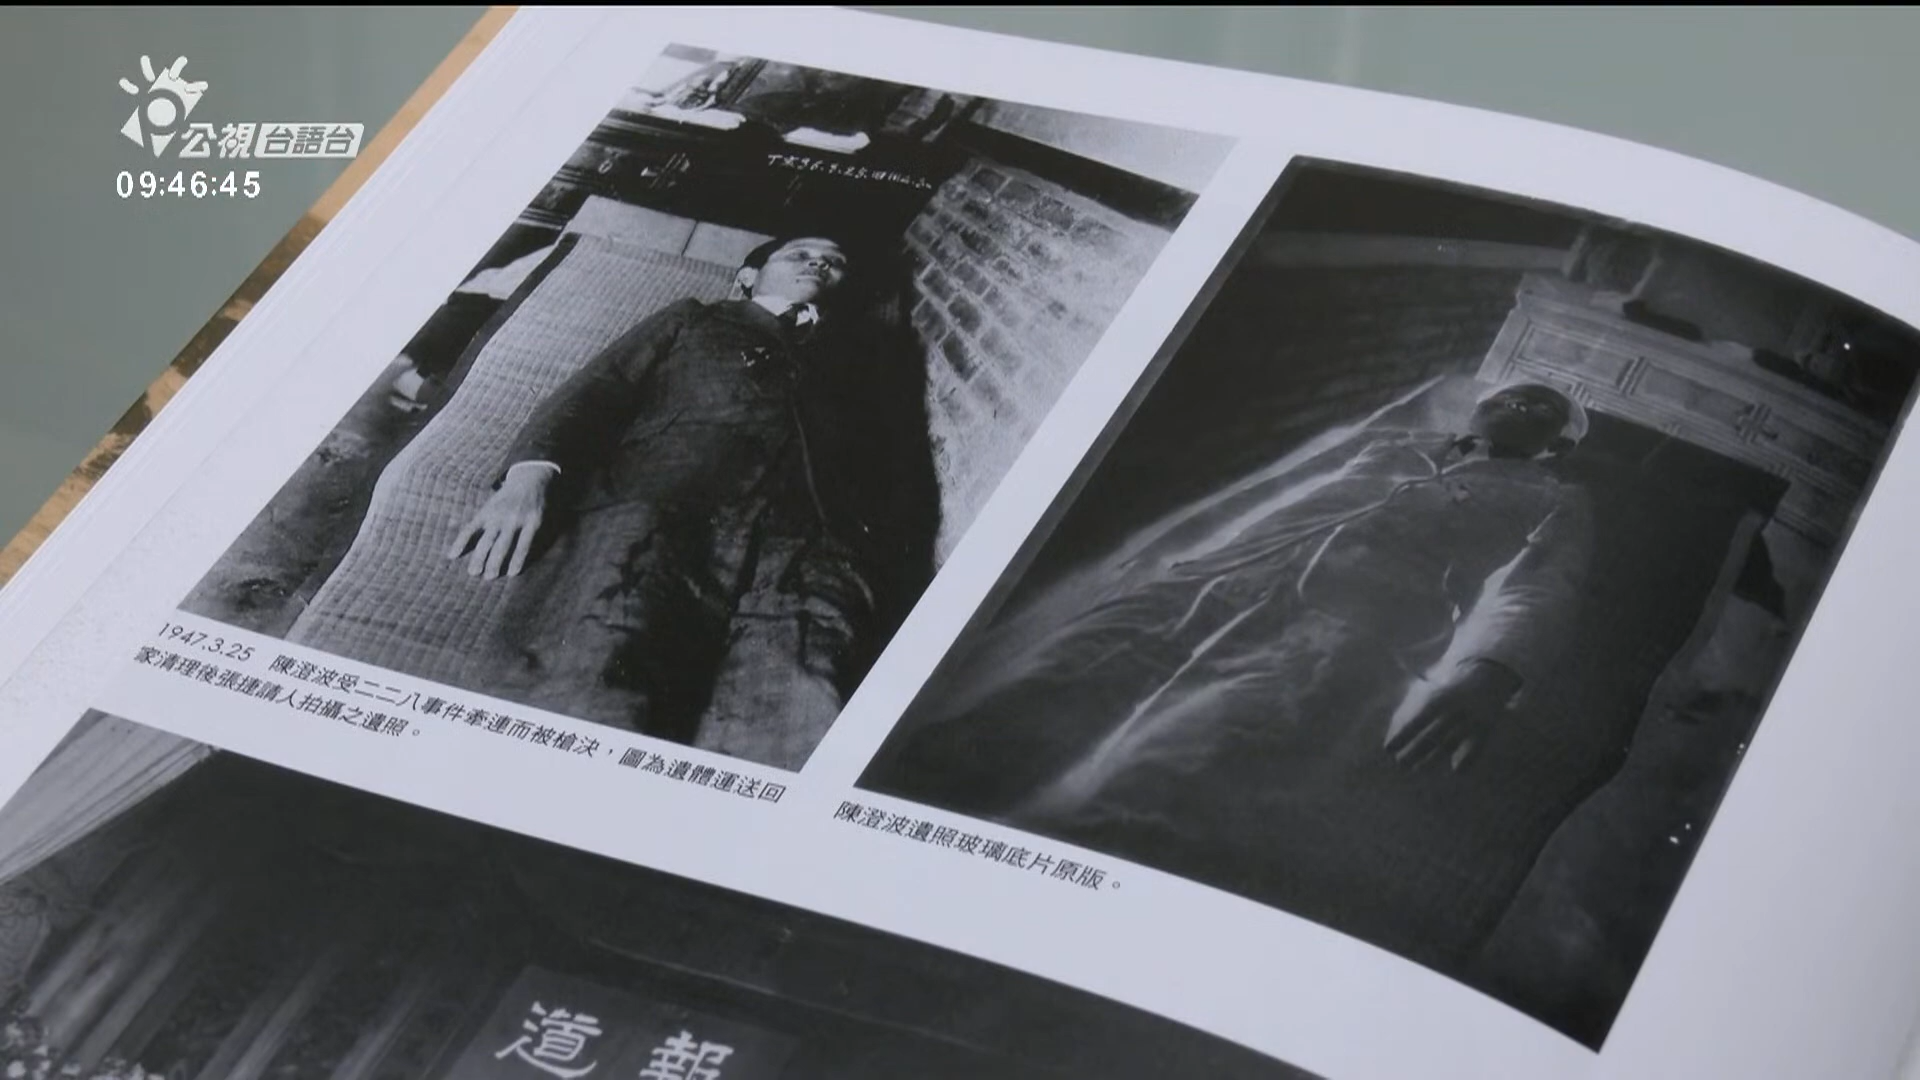 公視台語台
09:46:45
1947.3.25 陳澄波受二二八事件牽連而被槍決，圖為遺體運送回
家清理後張捷請人拍攝之遺照。
陳澄波遺照玻璃底片原版。
道 報